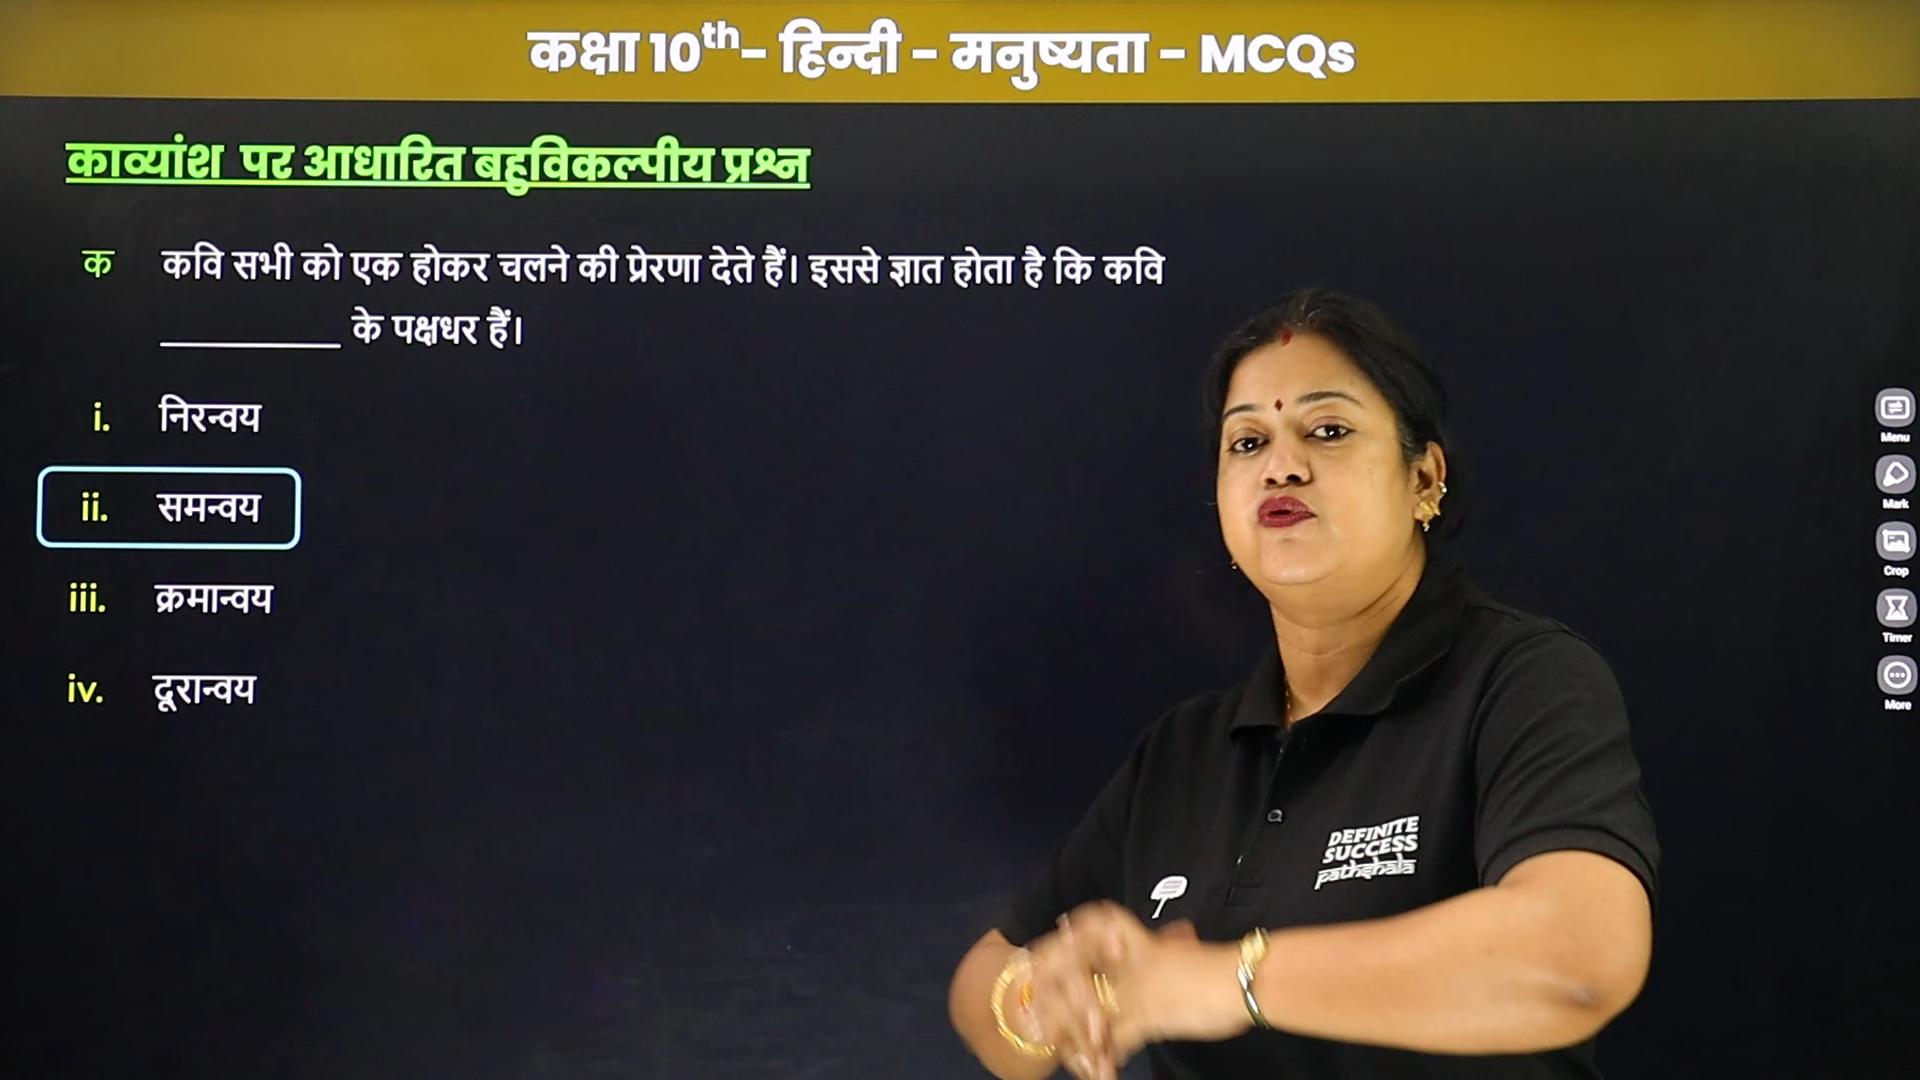 कक्षा 10th- हिन्दी - मनुष्यता - MCQs
काव्यांश पर आधारित बहुविकल्पीय प्रश्न
क कवि सभी को एक होकर चलने की प्रेरणा देते हैं। इससे ज्ञात होता है कि कवि
__________ के पक्षधर हैं।
i. निरन्वय
ii. समन्वय
iii. क्रमान्वय
iv. दूरान्वय
Menu
Mark
Crop
Timer
More
DEFINITE
SUCCESS
pathshala